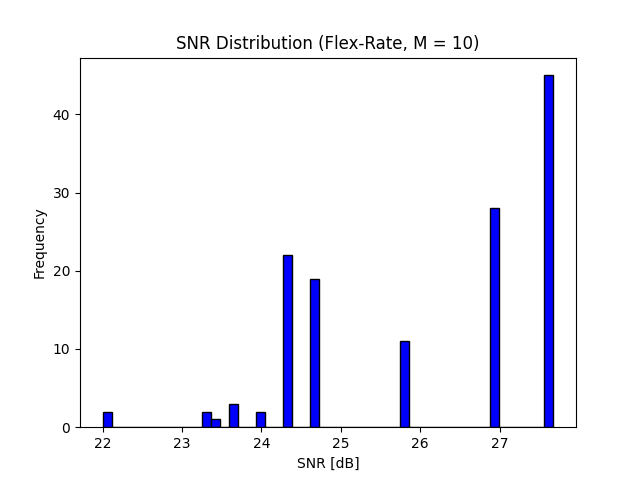 SNR Distribution (Flex-Rate, M = 10)
Frequency
40
30
20
10
0
22 23 24 25 26 27
SNR [dB]